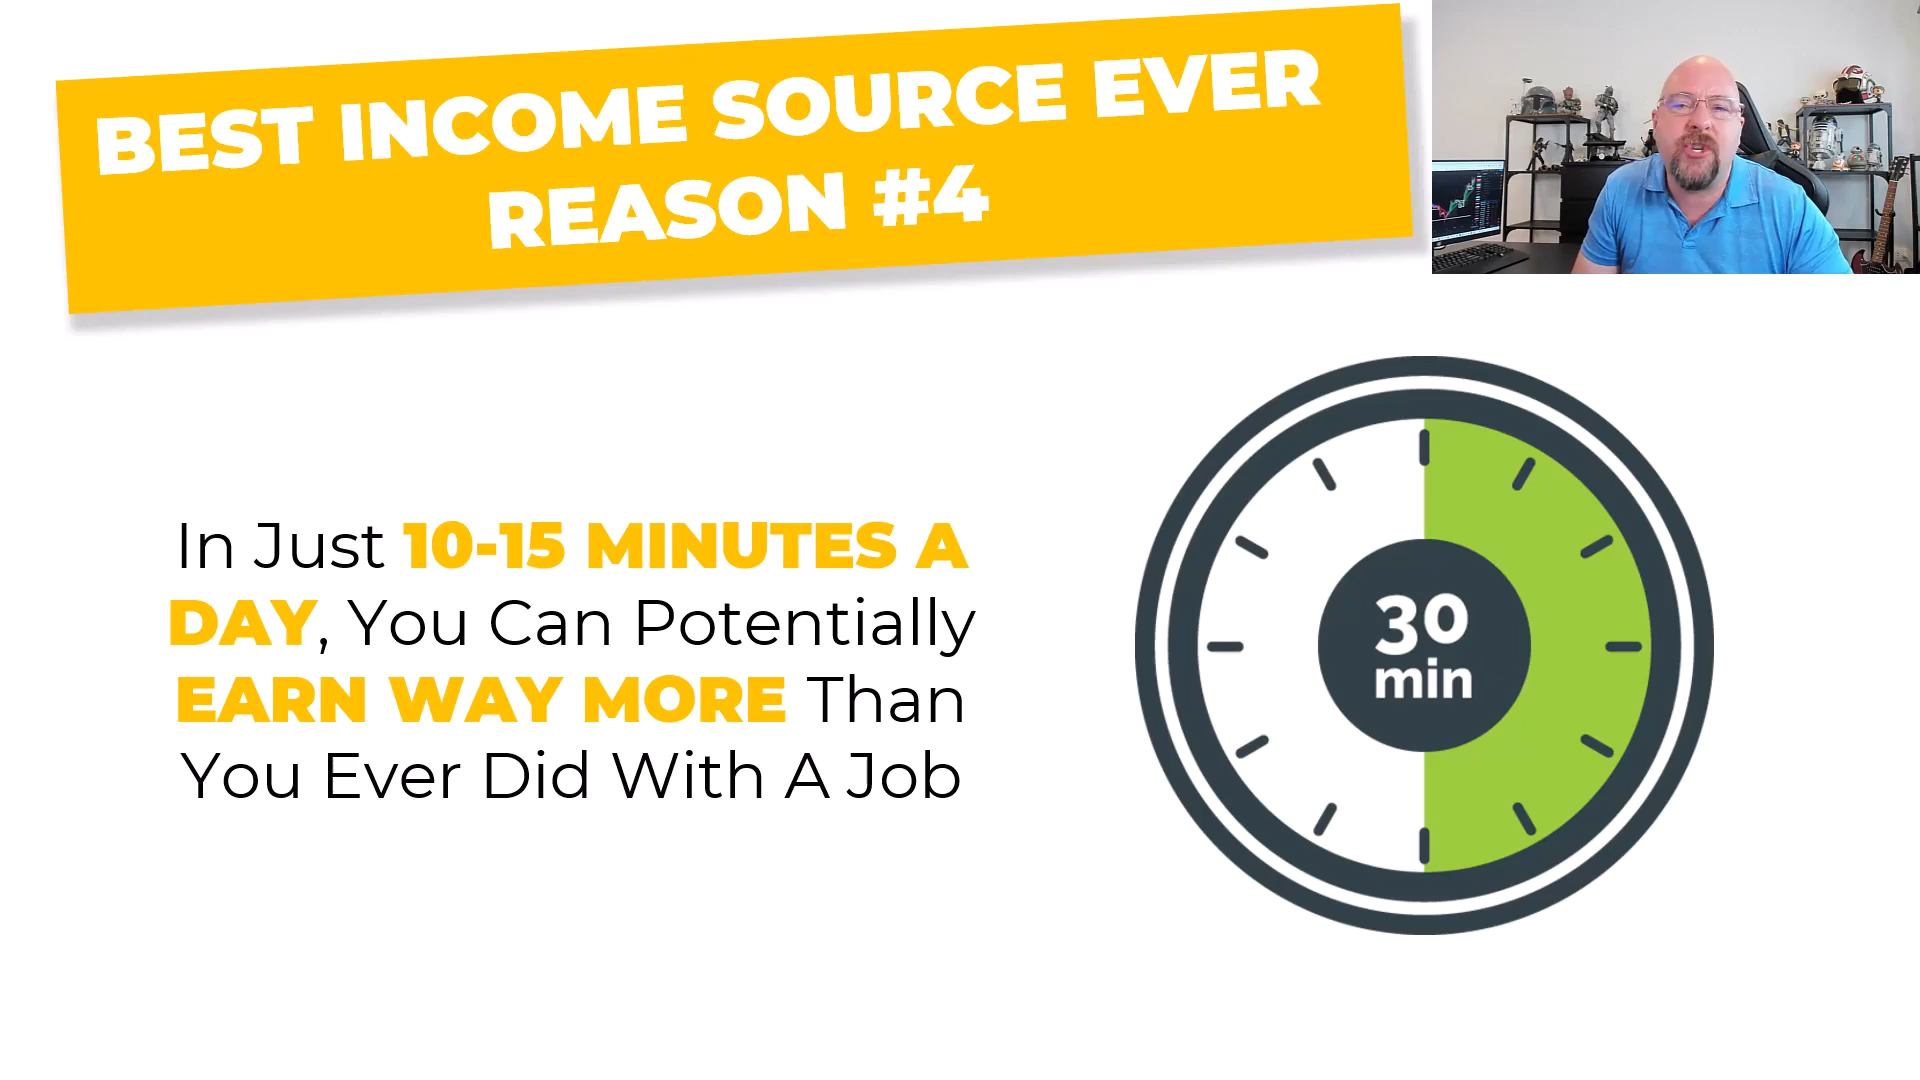 BEST INCOME SOURCE EVER
REASON #4
In Just 10-15 MINUTES A
DAY, You Can Potentially
EARN WAY MORE Than
You Ever Did With A Job
30
min